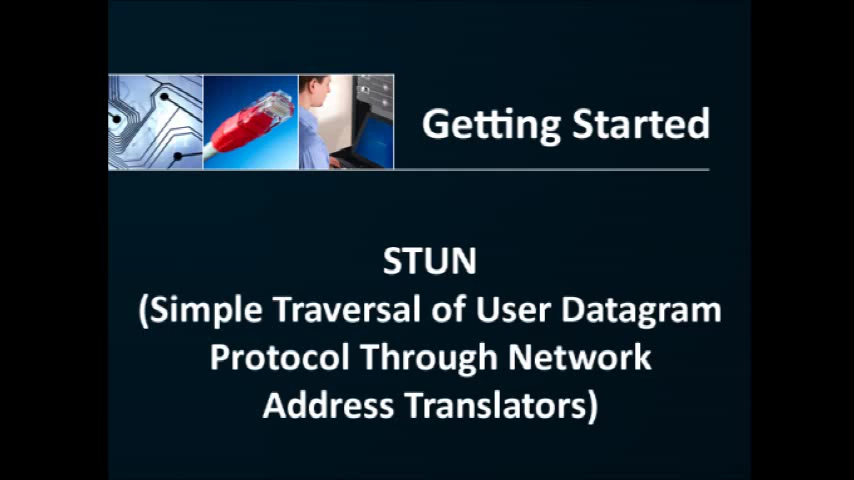 Getting Started
STUN
(Simple Traversal of User Datagram
Protocol Through Network
Address Translators)